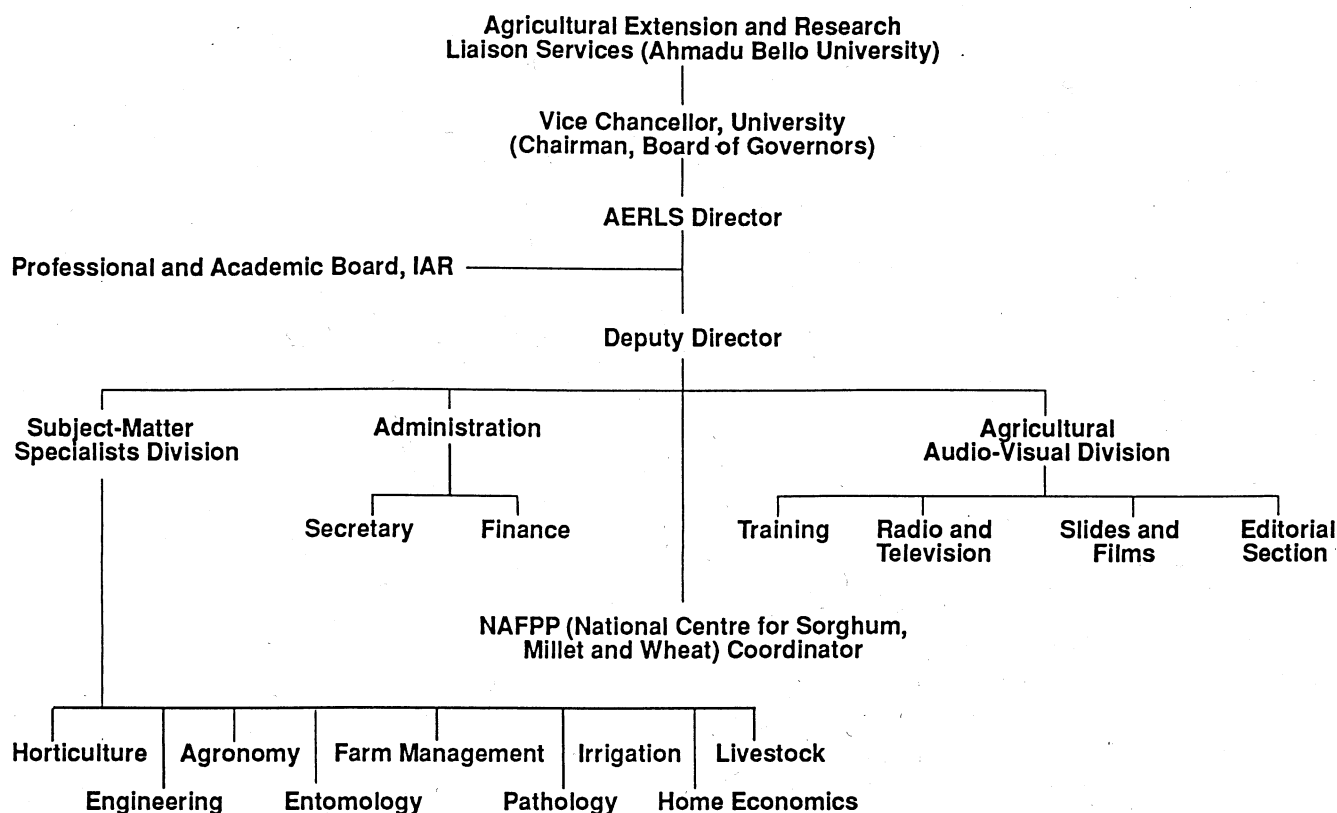 Agricultural Extension and Research
Liaison Services (Ahmadu Bello University)
Vice Chancellor, University
(Chairman, Board of Governors)
AERLS Director
Professional and Academic Board, IAR
Deputy Director
Subject-Matter
Specialists Division
Administration
Agricultural
Audio-Visual Division
Secretary
Finance
Training
Radio and
Television
Slides and
Films
Editorial
Section
NAFPP (National Centre for Sorghum,
Millet and Wheat) Coordinator
Horticulture
Agronomy
Farm Management
Irrigation
Livestock
Engineering
Entomology
Pathology
Home Economics